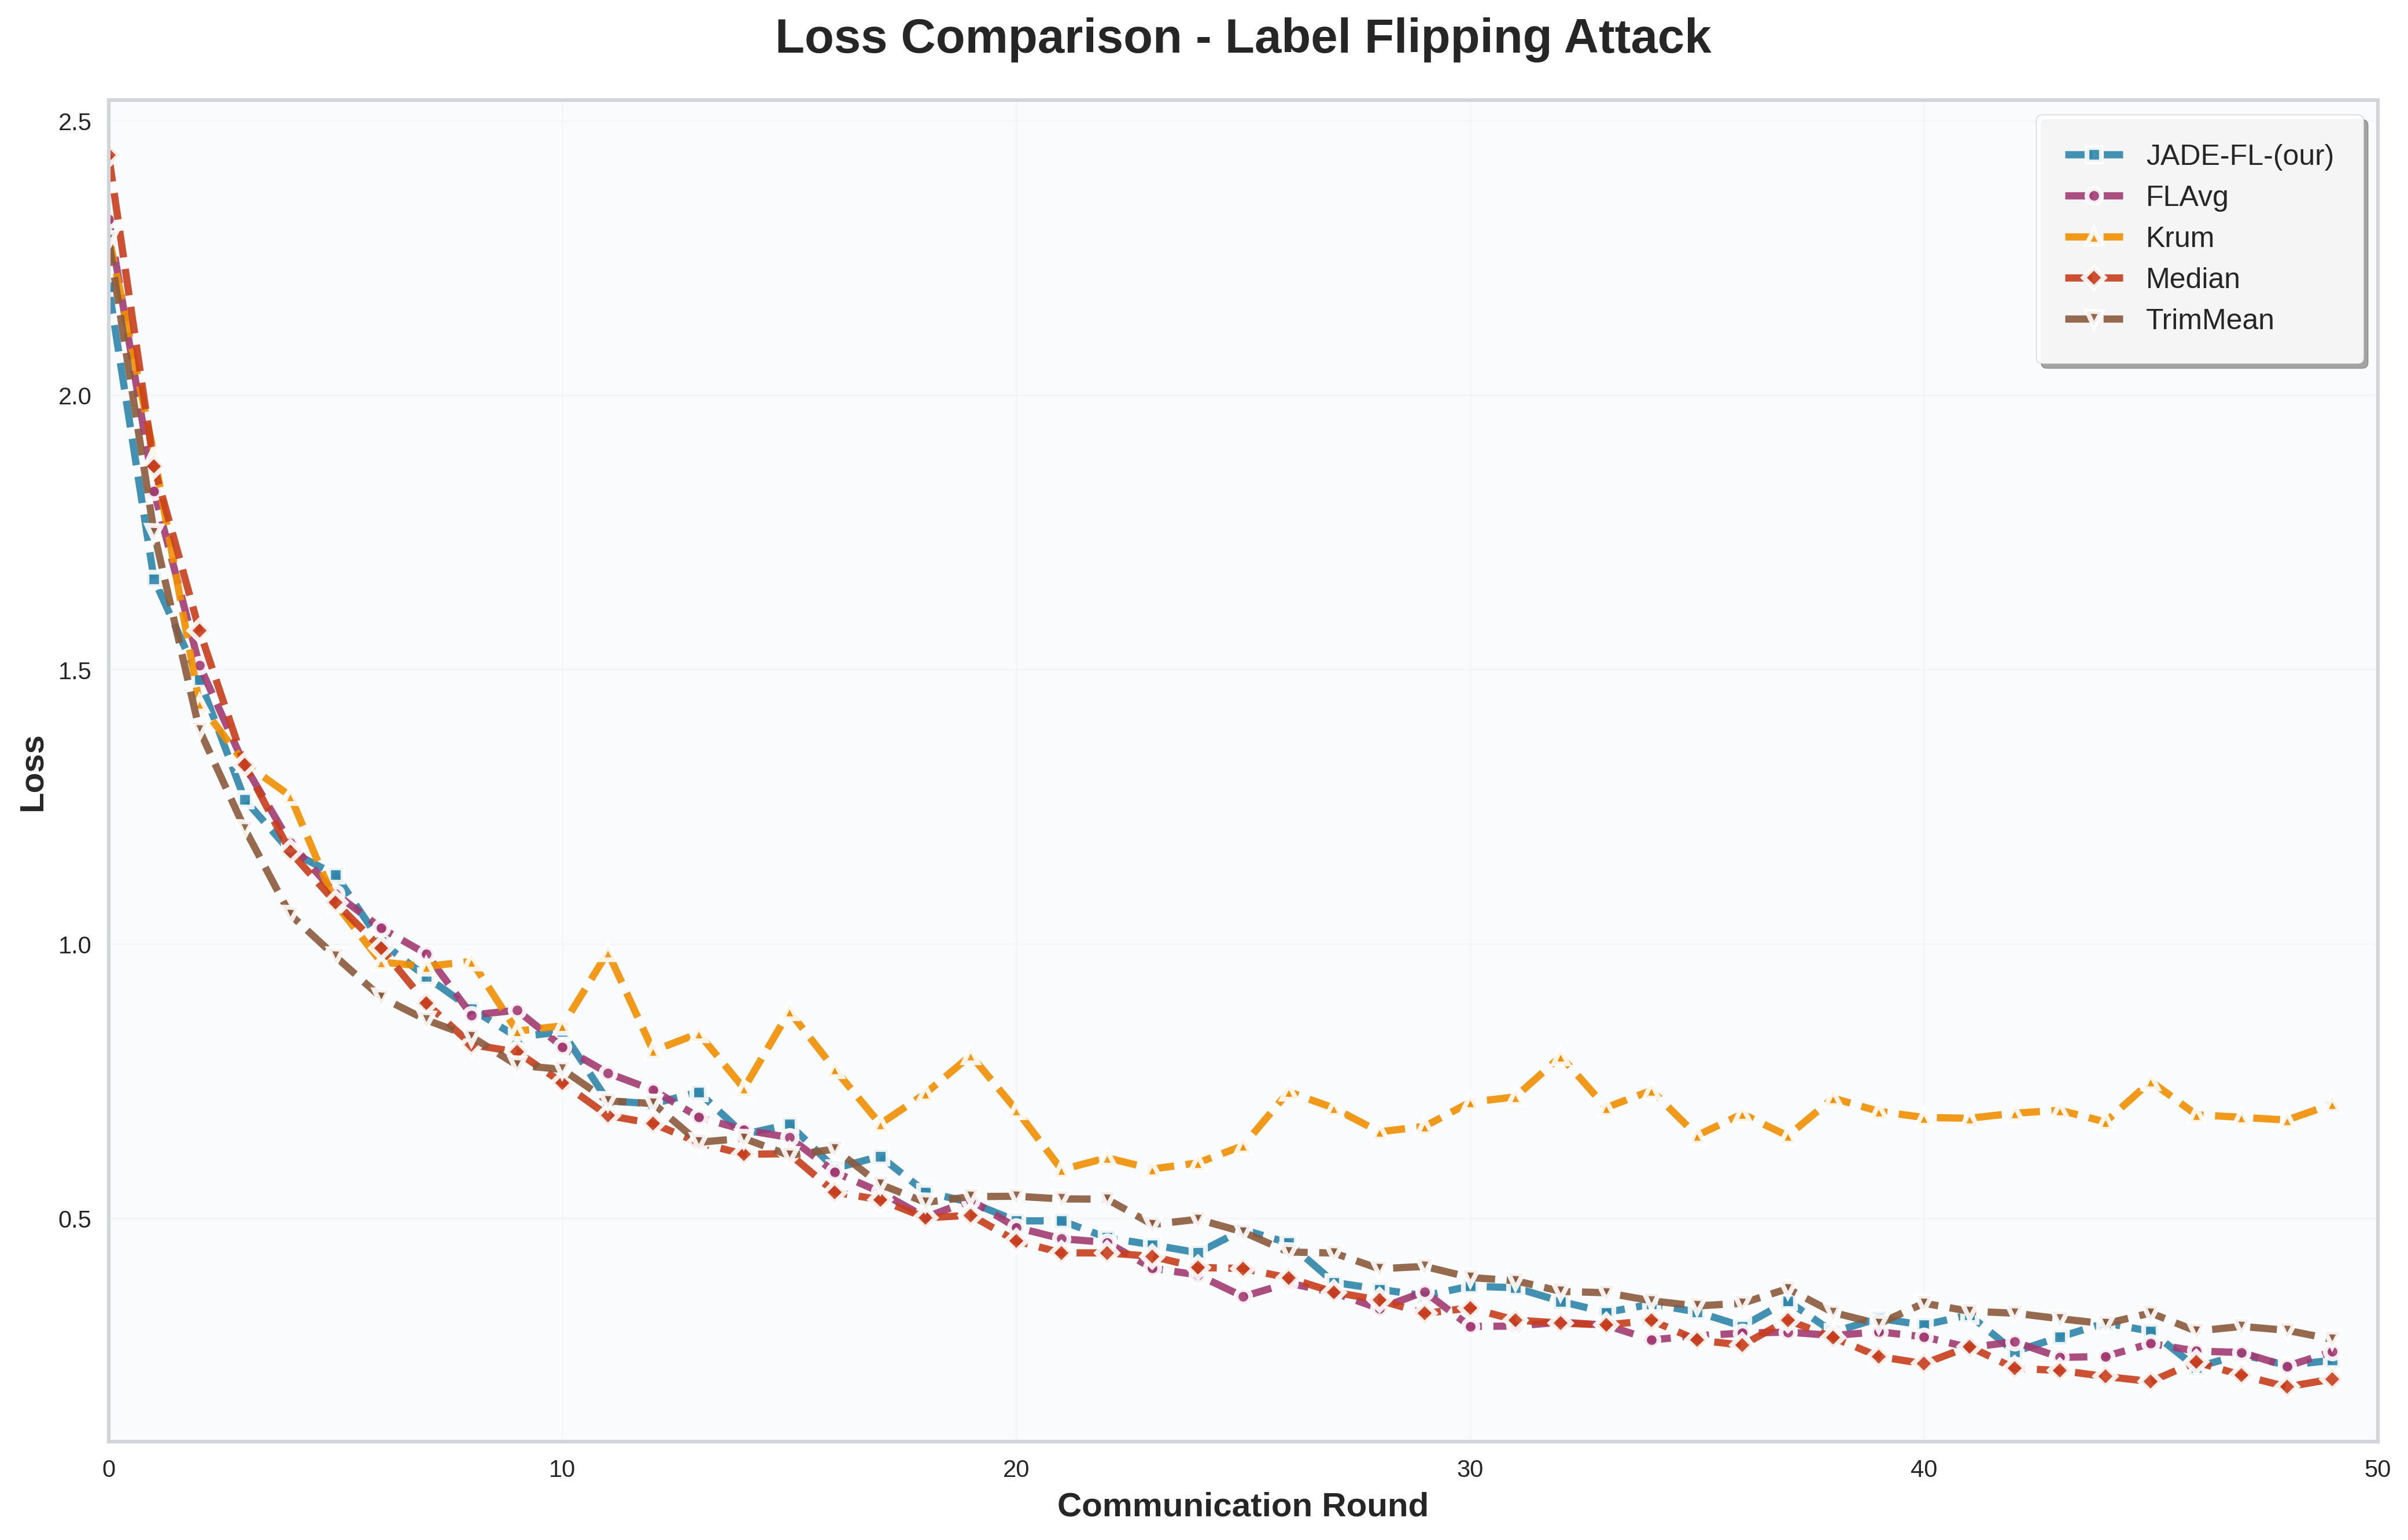 Loss Comparison - Label Flipping Attack
2.5
2.0
1.5
1.0
0.5
Loss
JADE-FL-(our)
FLAvg
Krum
Median
TrimMean
0 10 20 30 40 50
Communication Round